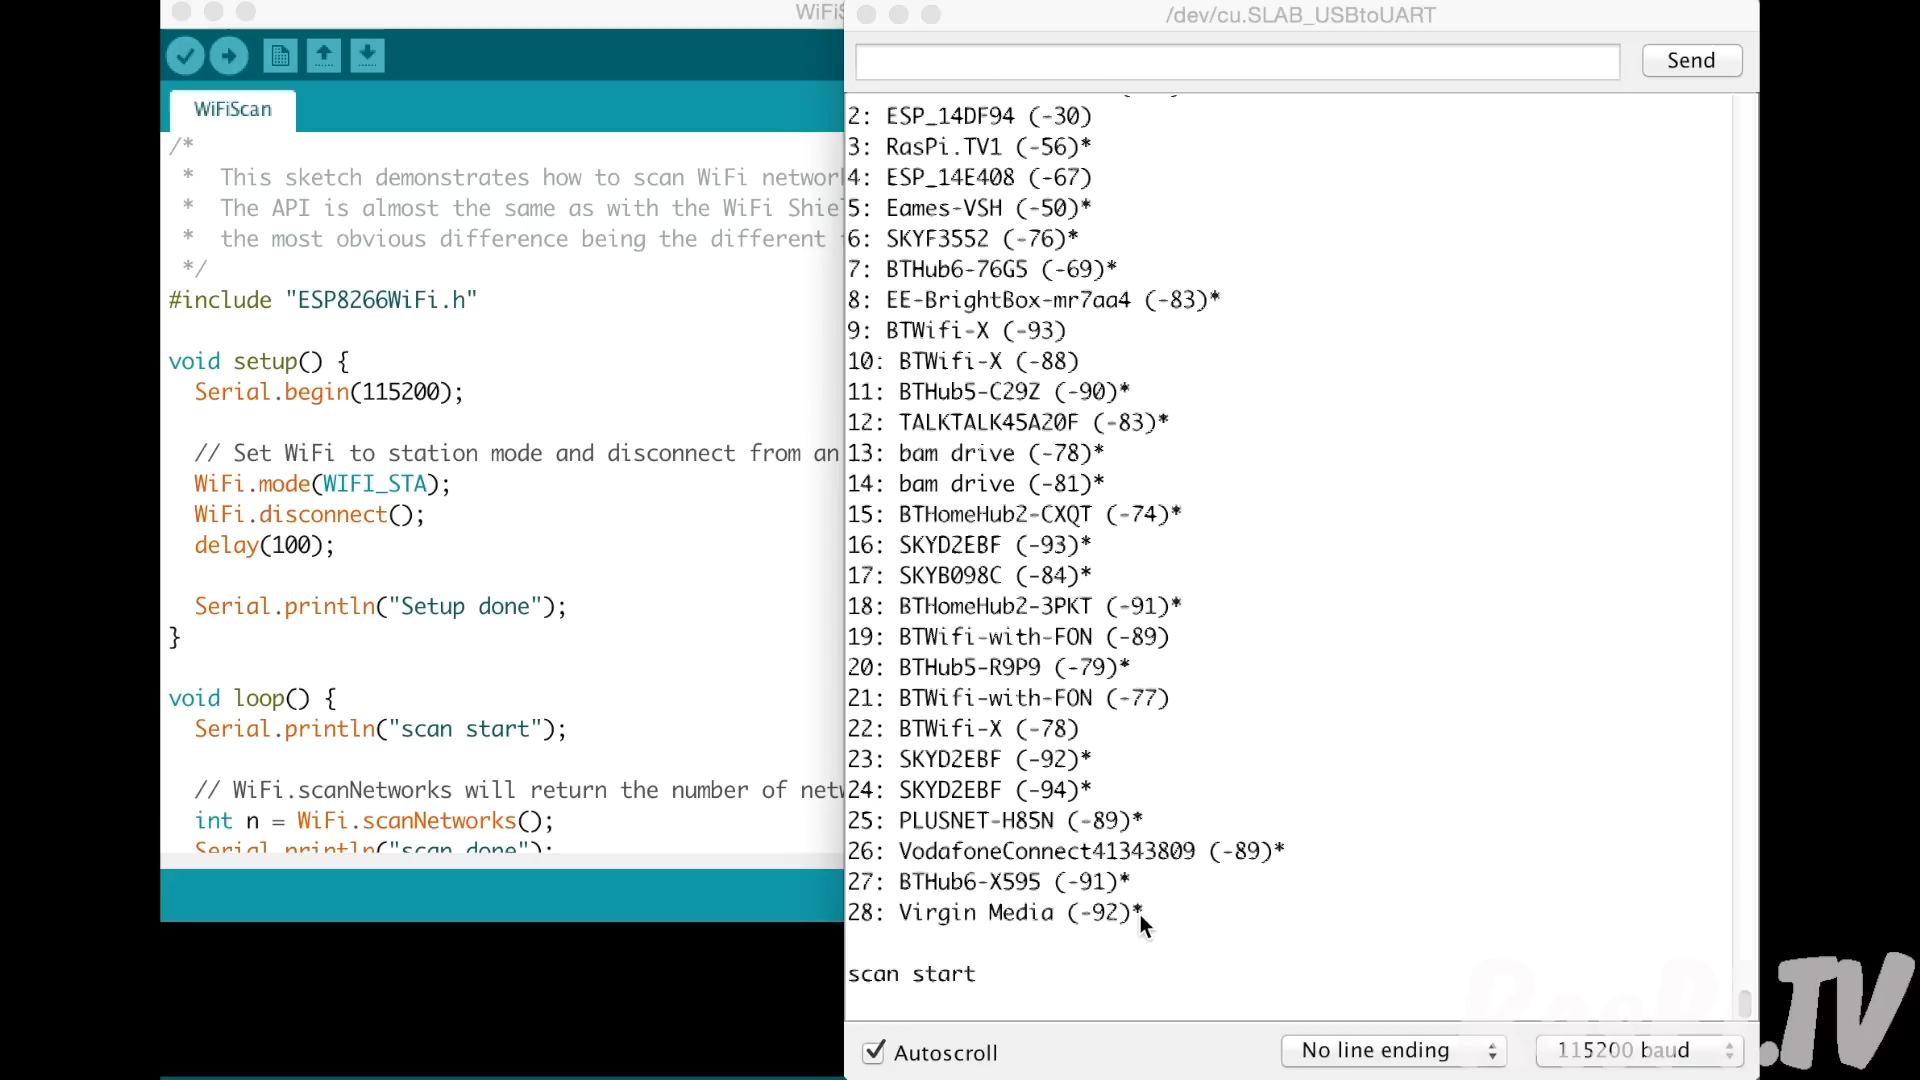 WiFiS
/dev/cu.SLAB_USBtoUART
Send
WiFiScan
/*
* This sketch demonstrates how to scan WiFi network
* The API is almost the same as with the WiFi Shie
* the most obvious difference being the different
*/
#include "ESP8266WiFi.h"
void setup() {
Serial.begin(115200);
// Set WiFi to station mode and disconnect from an
WiFi.mode(WIFI_STA);
WiFi.disconnect();
delay(100);
Serial.println("Setup done");
}
void loop() {
Serial.println("scan start");
// WiFi.scanNetworks will return the number of netw
int n = WiFi.scanNetworks();
Serial.println("scan done");
2: ESP_14DF94 (-30)
3: RasPi.TV1 (-56)*
4: ESP_14E408 (-67)
5: Eames-VSH (-50)*
6: SKYF3552 (-76)*
7: BTHub6-76G5 (-69)*
8: EE-BrightBox-mr7aa4 (-83)*
9: BTWifi-X (-93)
10: BTWifi-X (-88)
11: BTHub5-C29Z (-90)*
12: TALKTALK45A20F (-83)*
13: bam drive (-78)*
14: bam drive (-81)*
15: BTHomeHub2-CXQT (-74)*
16: SKYD2EBF (-93)*
17: SKYB098C (-84)*
18: BTHomeHub2-3PKT (-91)*
19: BTWifi-with-FON (-89)
20: BTHub5-R9P9 (-79)*
21: BTWifi-with-FON (-77)
22: BTWifi-X (-78)
23: SKYD2EBF (-92)*
24: SKYD2EBF (-94)*
25: PLUSNET-H85N (-89)*
26: VodafoneConnect41343809 (-89)*
27: BTHub6-X595 (-91)*
28: Virgin Media (-92)*
scan start
Autoscroll
No line ending
115200 baud
RasPi.TV